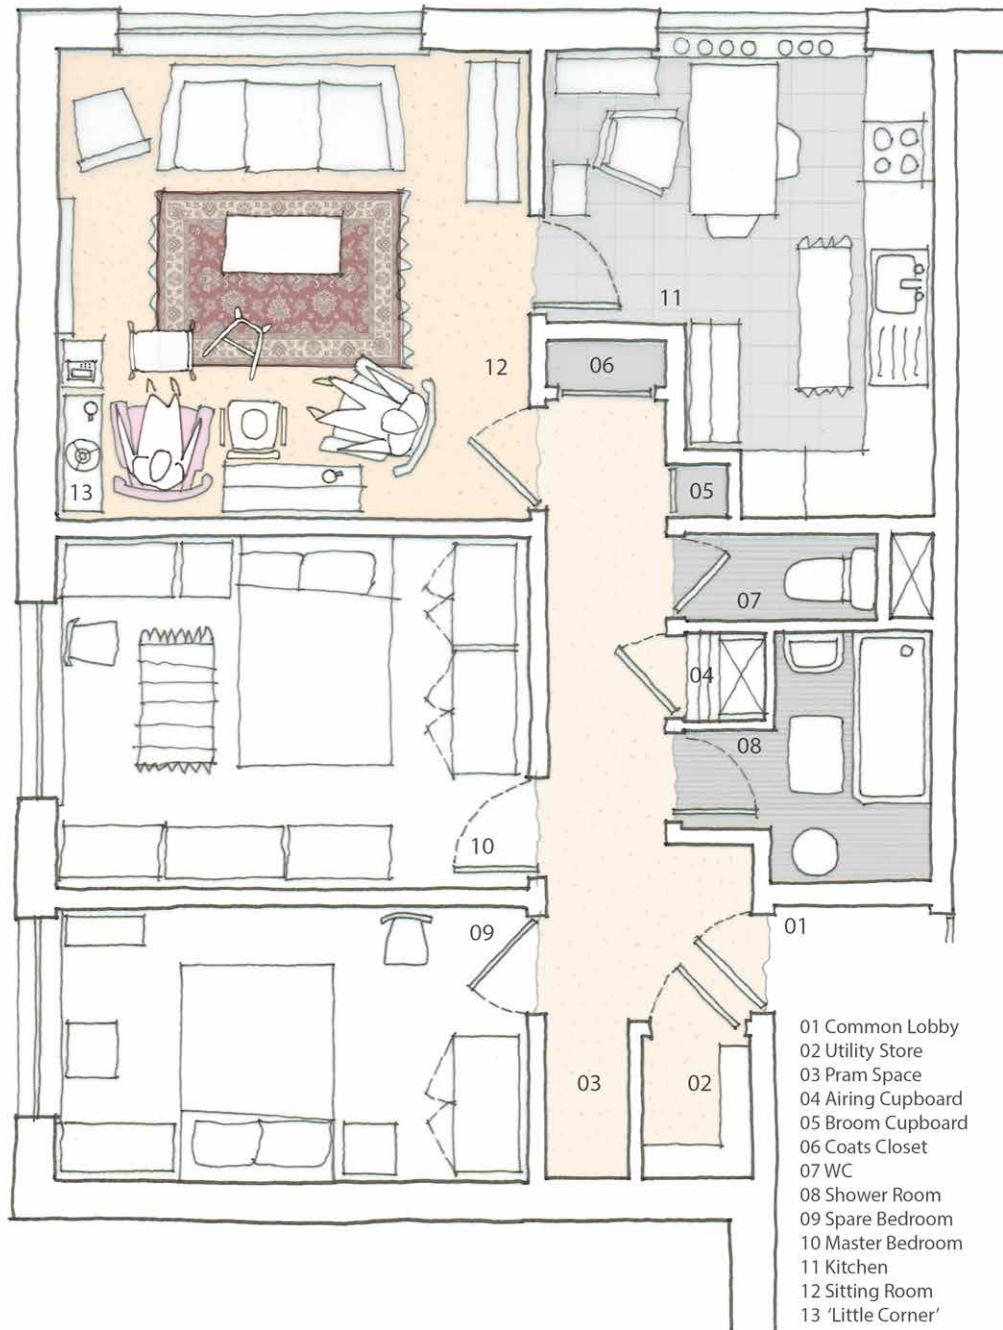 12
11
06
13
05
07
04
08
10
09
01
03
02
01 Common Lobby
02 Utility Store
03 Pram Space
04 Airing Cupboard
05 Broom Cupboard
06 Coats Closet
07 WC
08 Shower Room
09 Spare Bedroom
10 Master Bedroom
11 Kitchen
12 Sitting Room
13 'Little Corner'